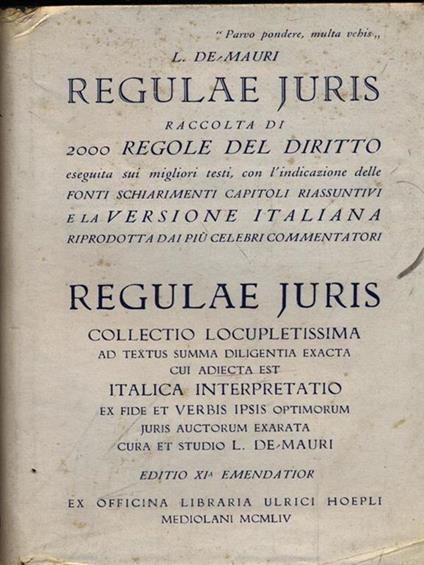 “ Parvo pondere, multa vehis „
L. DE-MAURI
REGULAE JURIS
RACCOLTA DI
2000 REGOLE DEL DIRITTO
eseguita sui migliori testi, con l'indicazione delle
FONTI SCHIARIMENTI CAPITOLI RIASSUNTIVI
E LA VERSIONE ITALIANA
RIPRODOTTA DAI PIÙ CELEBRI COMMENTATORI
REGULAE JURIS
COLLECTIO LOCUPLETISSIMA
AD TEXTUS SUMMA DILIGENTIA EXACTA
CUI ADIECTA EST
ITALICA INTERPRETATIO
EX FIDE ET VERBIS IPSIS OPTIMORUM
JURIS AUCTORUM EXARATA
CURA ET STUDIO L. DE-MAURI
EDITIO XIª EMENDATIOR
EX OFFICINA LIBRARIA ULRICI HOEPLI
MEDIOLANI MCMLIV